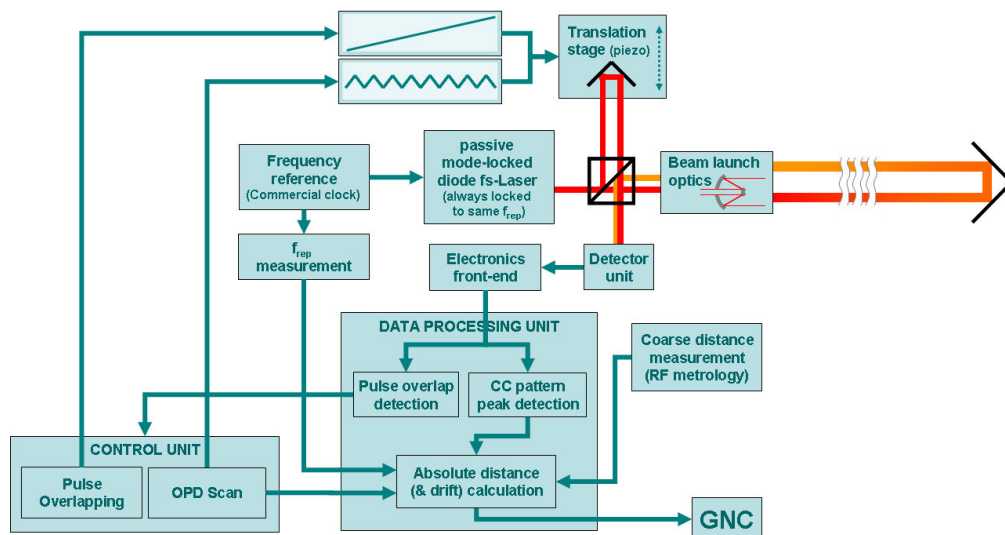 Translation
stage (piezo)
Frequency
reference
(Commercial clock)
passive
mode-locked
diode fs-Laser
(always locked
to same f_rep)
Beam launch
optics
f_rep
measurement
Electronics
front-end
Detector
unit
DATA PROCESSING UNIT
Coarse distance
measurement
(RF metrology)
Pulse overlap
detection
CC pattern
peak detection
CONTROL UNIT
Pulse
Overlapping
OPD Scan
Absolute distance
(& drift) calculation
GNC